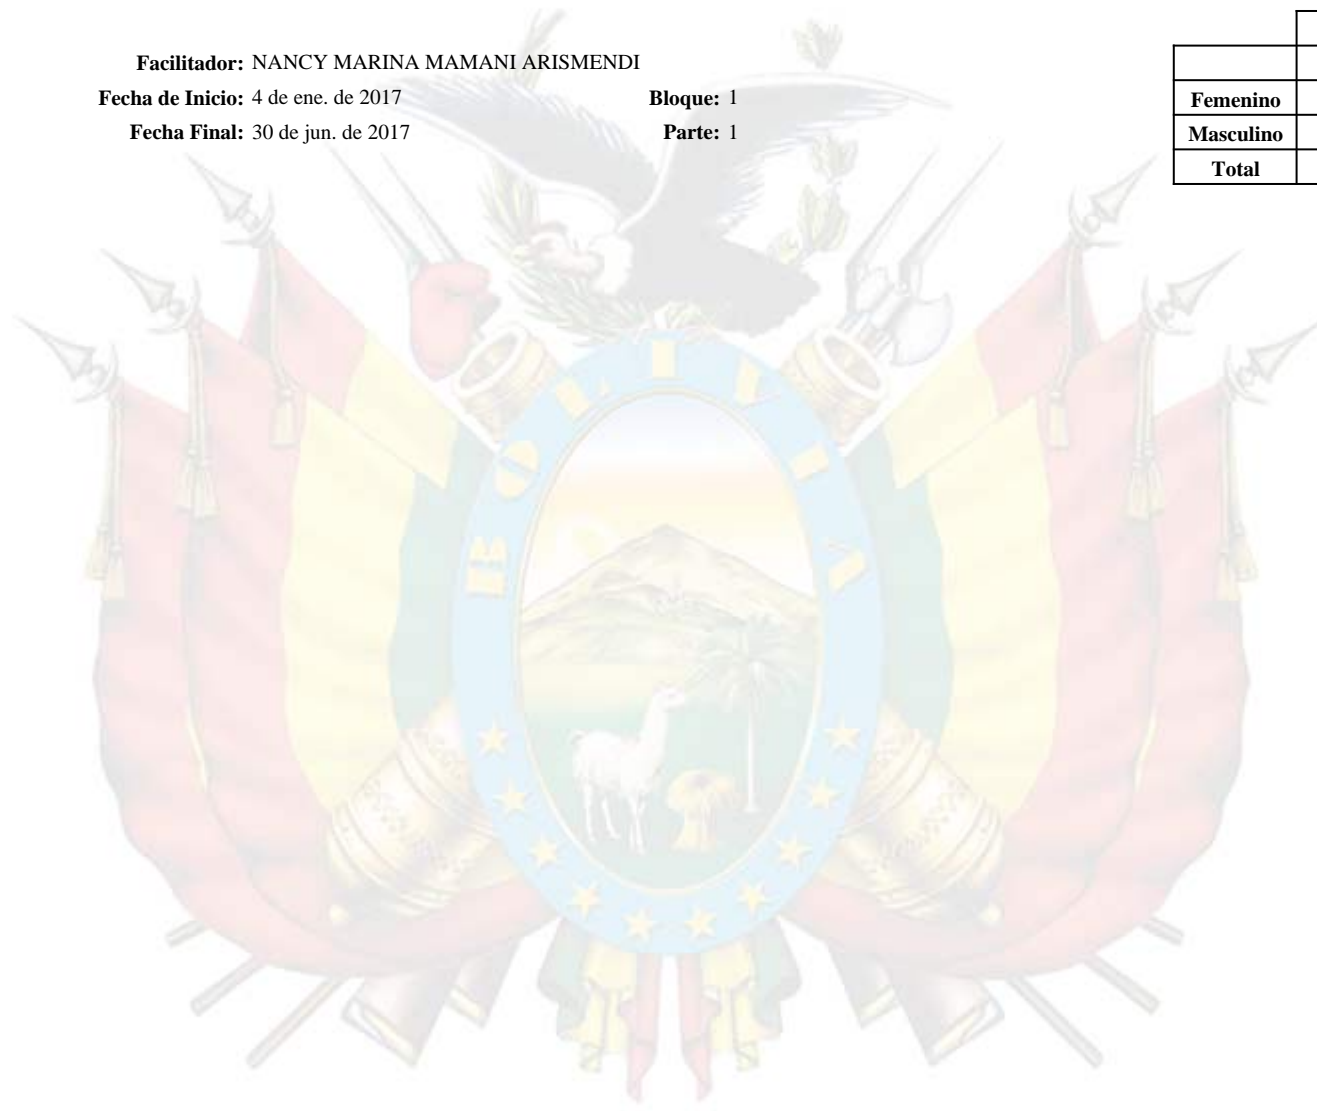 Facilitador: NANCY MARINA MAMANI ARISMENDI
Fecha de Inicio: 4 de ene. de 2017 Bloque: 1
Fecha Final: 30 de jun. de 2017 Parte: 1
Femenino
Masculino
Total
BOLIVIA